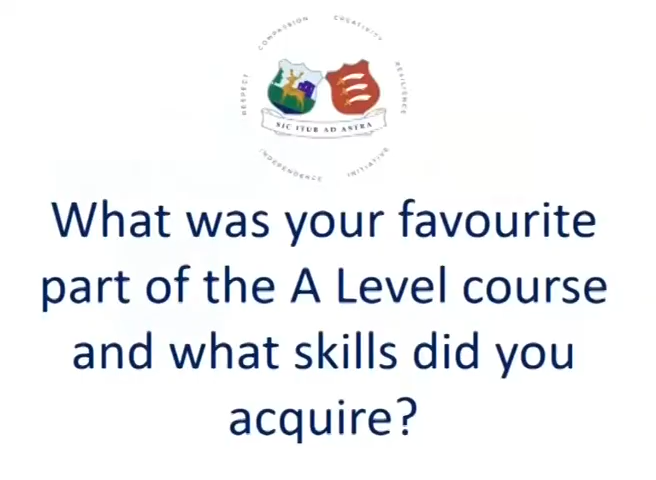 COMPASSION
CREATIVITY
RESPECT
RESILIENCE
SIC ITUR AD ASTRA
INDEPENDENCE
INITIATIVE
What was your favourite
part of the A Level course
and what skills did you
acquire?